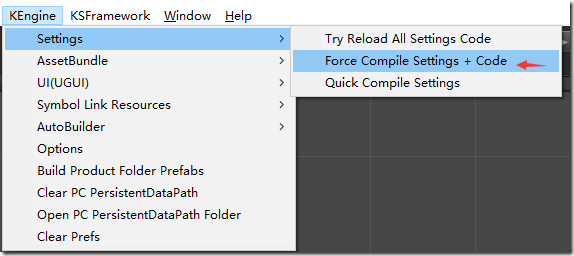 KEngine KSFramework Window Help
Settings
AssetBundle
UI(UGUI)
Symbol Link Resources
AutoBuilder
Options
Build Product Folder Prefabs
Clear PC PersistentDataPath
Open PC PersistentDataPath Folder
Clear Prefs
Try Reload All Settings Code
Force Compile Settings + Code
Quick Compile Settings